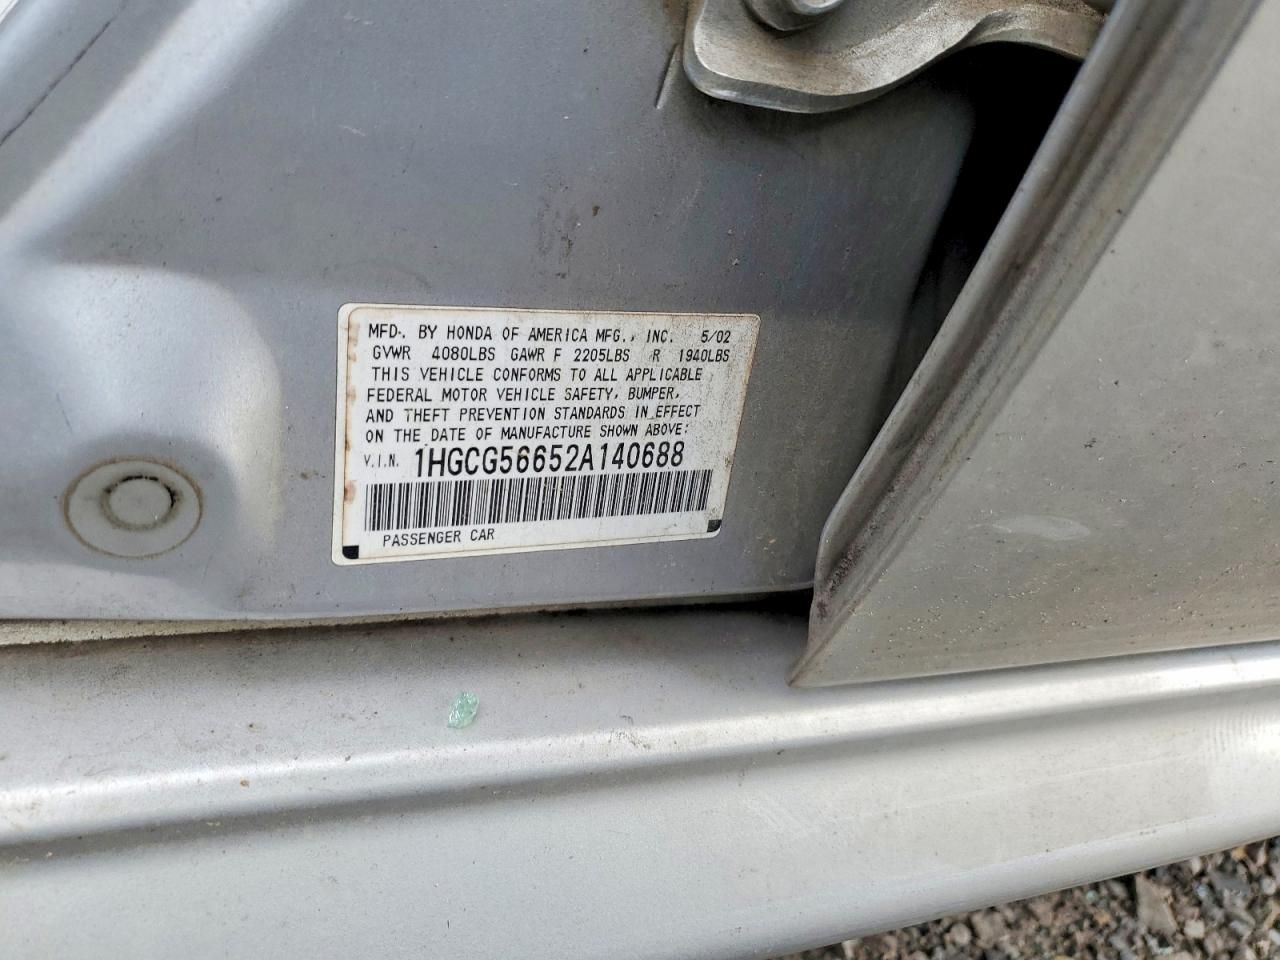 MFD. BY HONDA OF AMERICA MFG., INC. 5/02
GVWR 4080LBS GAWR F 2205LBS R 1940LBS
THIS VEHICLE CONFORMS TO ALL APPLICABLE
FEDERAL MOTOR VEHICLE SAFETY, BUMPER,
AND THEFT PREVENTION STANDARDS IN EFFECT
ON THE DATE OF MANUFACTURE SHOWN ABOVE:
V.I.N. 1HGCG56652A140688
PASSENGER CAR